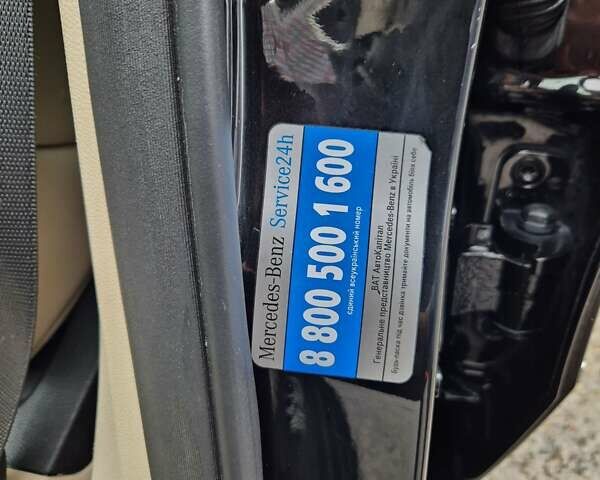 Mercedes-Benz Service24h
8 800 500 1 600
єдиний всеукраїнський номер
ВАТ АвтоКапітал
Генеральне представництво Mercedes-Benz в Україні
Будь-ласка під час дзвінка тримайте документи на автомобіль біля себе